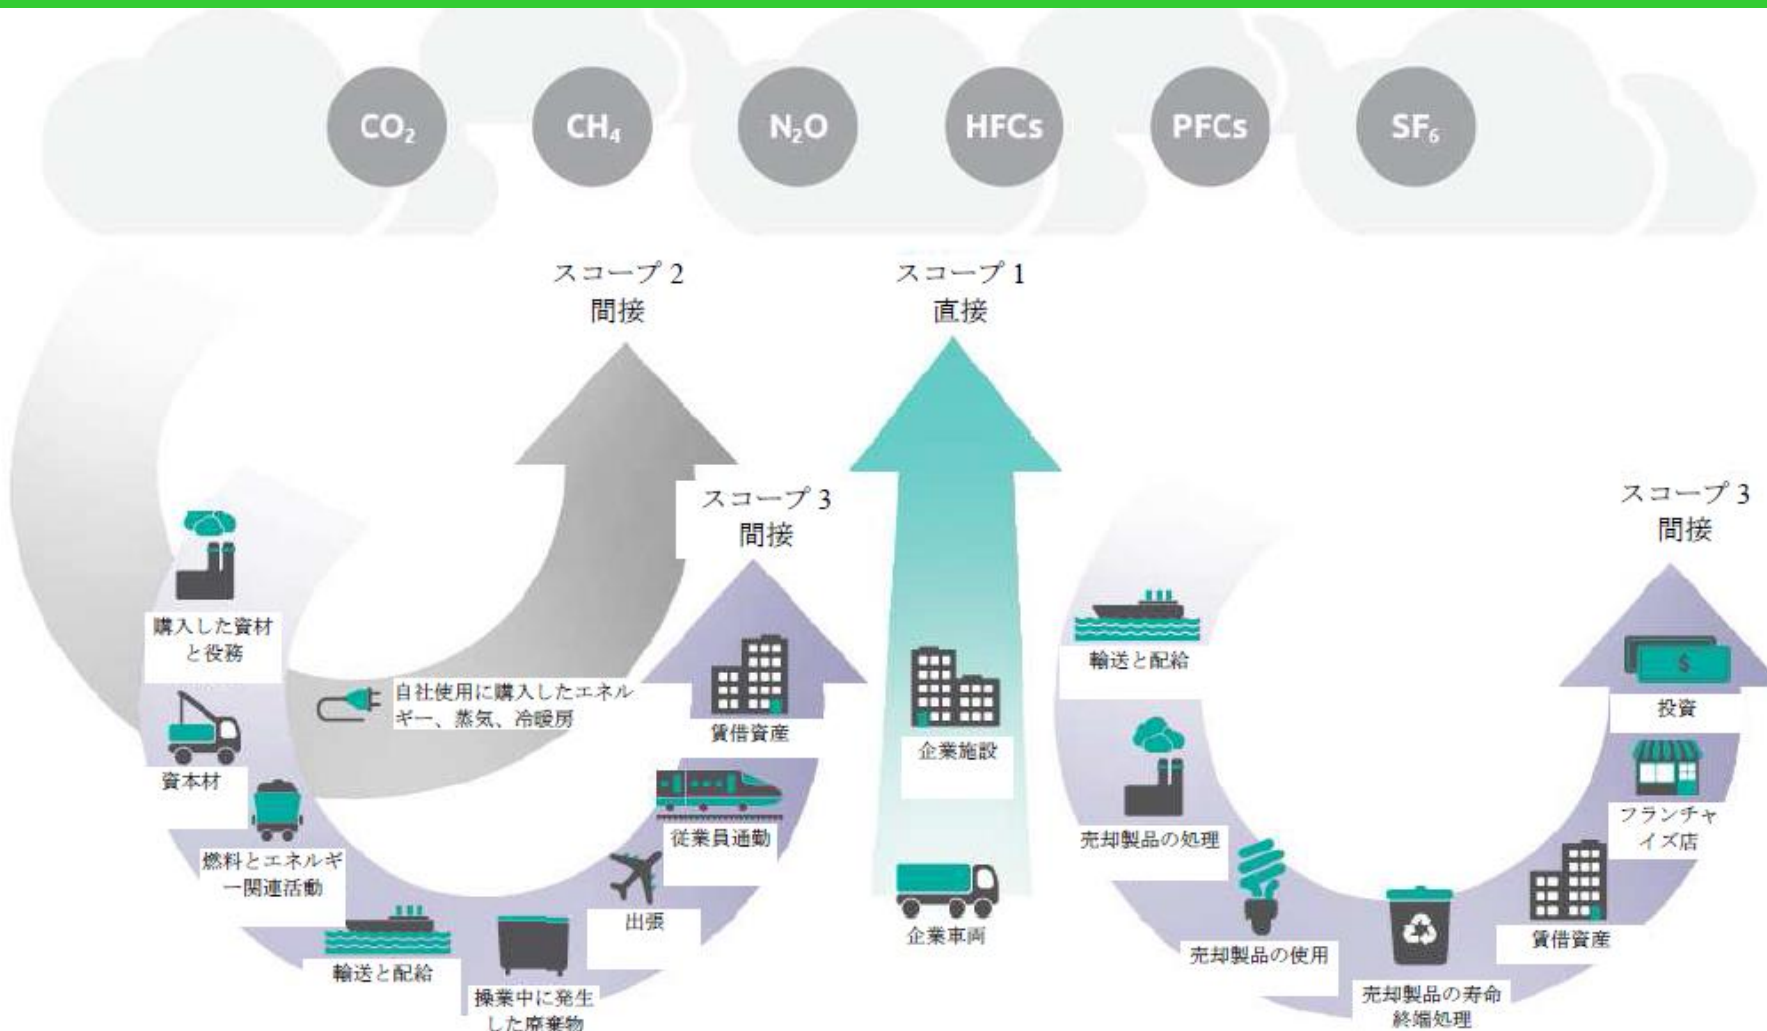 CO₂ CH₄ N₂O HFCs PFCs SF₆
スコープ 2
間接
スコープ 1
直接
スコープ 3
間接
スコープ 3
間接
購入した資材
と役務
資本材
燃料とエネルギ
ー関連活動
輸送と配給
操業中に発生
した廃棄物
出張
従業員通勤
賃借資産
自社使用に購入したエネル
ギー、蒸気、冷暖房
企業施設
企業車両
輸送と配給
売却製品の処理
売却製品の使用
売却製品の寿命
終端処理
賃借資産
フランチャ
イズ店
投資
$